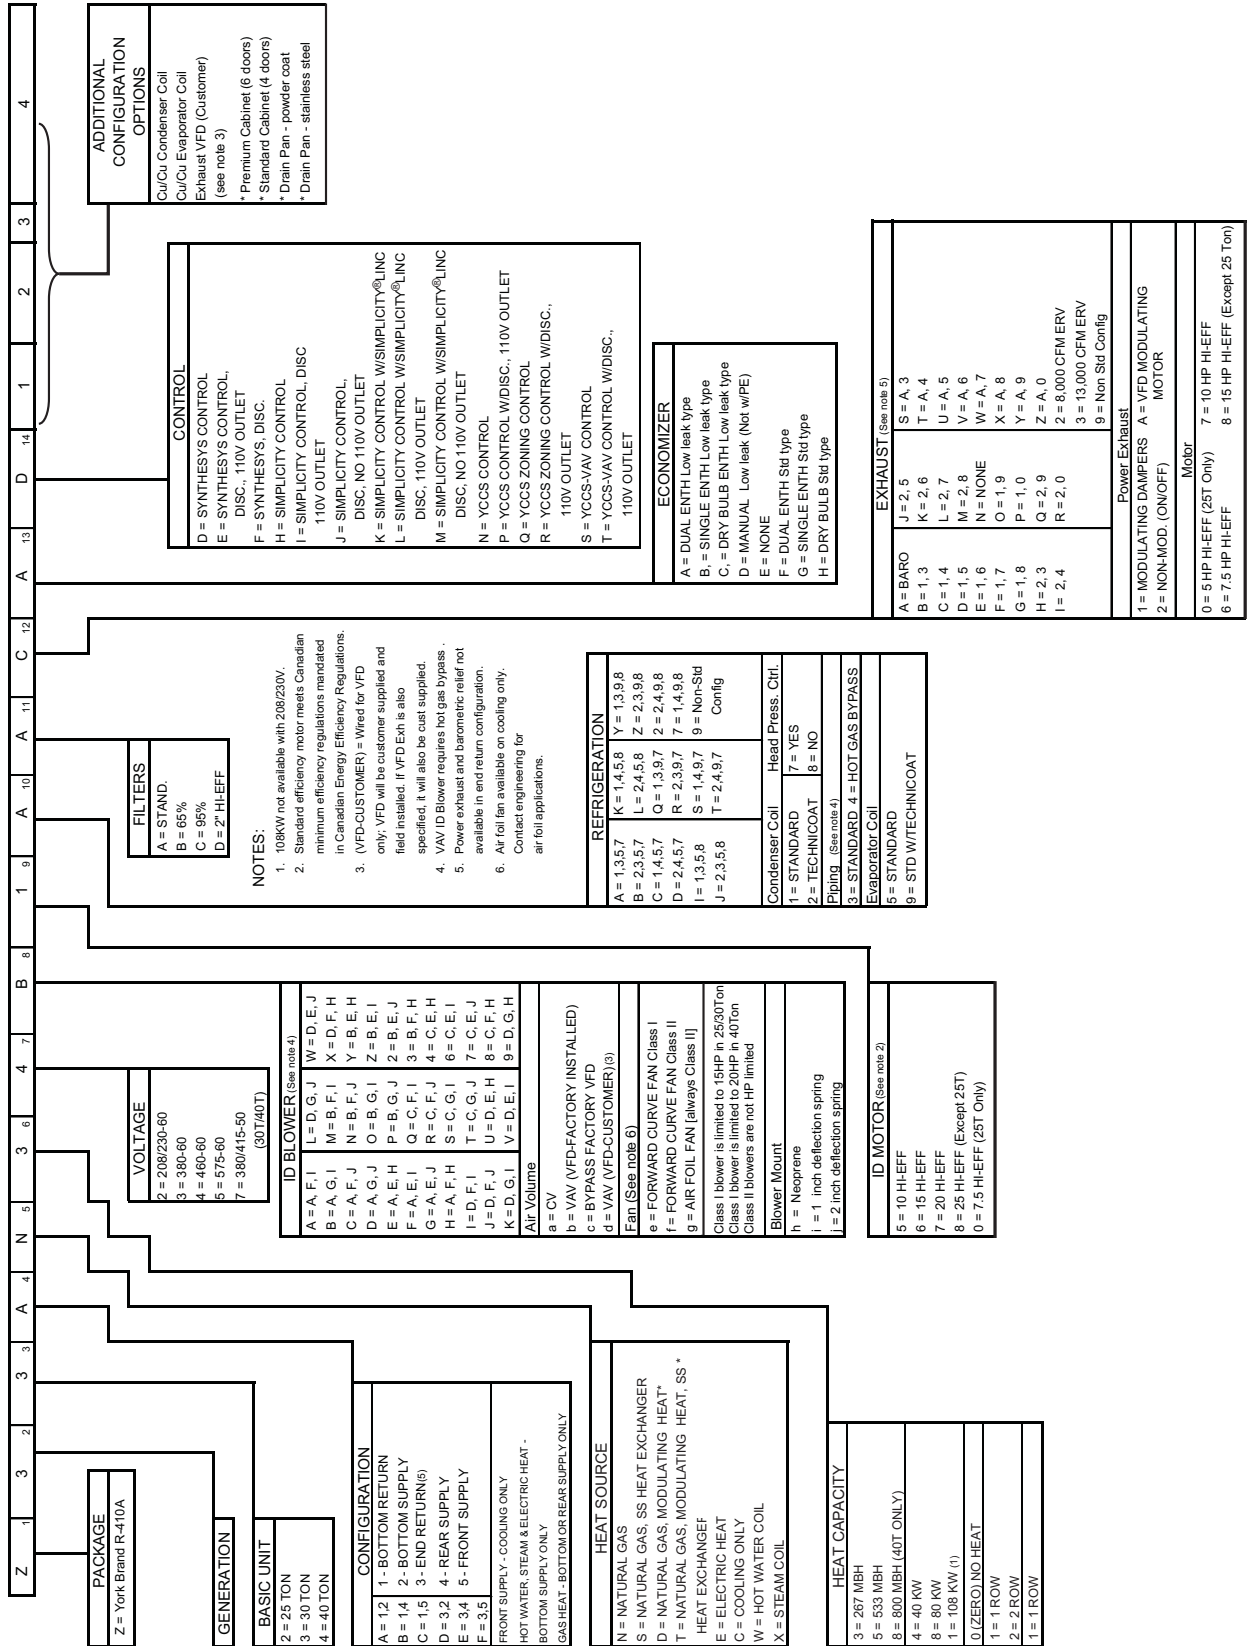 Z 1 3 2 3 3 A 4 N 5 3 6 4 7 B 8 1 9 A 10 A 11 C 12 A 13 D 14 1 2 3 4
PACKAGE
Z = York Brand R-410A
GENERATION
BASIC UNIT
2 = 25 TON
3 = 30 TON
4 = 40 TON
CONFIGURATION
A = 1,2 1 - BOTTOM RETURN
B = 1,4 2 - BOTTOM SUPPLY
C = 1,5 3 - END RETURN(5)
D = 3,2 4 - REAR SUPPLY
E = 3,4 5 - FRONT SUPPLY
F = 3,5
FRONT SUPPLY - COOLING ONLY
HOT WATER, STEAM & ELECTRIC HEAT -
BOTTOM SUPPLY ONLY
GAS HEAT - BOTTOM OR REAR SUPPLY ONLY
HEAT SOURCE
N = NATURAL GAS
S = NATURAL GAS, SS HEAT EXCHANGER
D = NATURAL GAS, MODULATING HEAT*
T = NATURAL GAS, MODULATING HEAT, SS *
HEAT EXCHANGEF
E = ELECTRIC HEAT
C = COOLING ONLY
W = HOT WATER COIL
X = STEAM COIL
HEAT CAPACITY
3 = 267 MBH
5 = 533 MBH
8 = 800 MBH (40T ONLY)
4 = 40 KW
8 = 80 KW
1 = 108 KW (1)
0 (ZERO) NO HEAT
1 = 1 ROW
2 = 2 ROW
1 = 1 ROW
VOLTAGE
2 = 208/230-60
3 = 380-60
4 = 460-60
5 = 575-60
7 = 380/415-50
(30T/40T)
ID BLOWER (See note 4)
A = A, F, I L = D, G, J W = D, E, J
B = A, G, I M = B, F, I X = D, F, H
C = A, F, J N = B, F, J Y = B, E, H
D = A, G, J O = B, G, I Z = B, E, I
E = A, E, H P = B, G, J 2 = B, E, J
F = A, E, I Q = C, F, I 3 = B, F, H
G = A, E, J R = C, F, J 4 = C, E, H
H = A, F, H S = C, G, I 6 = C, E, I
I = D, F, I T = C, G, J 7 = C, E, J
J = D, F, J U = D, E, H 8 = C, F, H
K = D, G, I V = D, E, I 9 = D, G, H
Air Volume
a = CV
b = VAV (VFD-FACTORY INSTALLED)
c = BYPASS FACTORY VFD
d = VAV (VFD-CUSTOMER)(3)
Fan (See note 6)
e = FORWARD CURVE FAN Class I
f = FORWARD CURVE FAN Class II
g = AIR FOIL FAN [always Class II]
Class I blower is limited to 15HP in 25/30Ton
Class I blower is limited to 20HP in 40Ton
Class II blowers are not HP limited
Blower Mount
h = Neoprene
i = 1 inch deflection spring
j = 2 inch deflection spring
ID MOTOR (See note 2)
5 = 10 HI-EFF
6 = 15 HI-EFF
7 = 20 HI-EFF
8 = 25 HI-EFF (Except 25T)
0 = 7.5 HI-EFF (25T Only)
FILTERS
A = STAND.
B = 65%
C = 95%
D = 2" HI-EFF
NOTES:
1. 108KW not available with 208/230V.
2. Standard efficiency motor meets Canadian
minimum efficiency regulations mandated
in Canadian Energy Efficiency Regulations.
3. (VFD-CUSTOMER) = Wired for VFD
only; VFD will be customer supplied and
field installed. If VFD Exh is also
specified, it will also be cust supplied.
4. VAV ID Blower requires hot gas bypass .
5. Power exhaust and barometric relief not
available in end return configuration.
6. Air foil fan available on cooling only.
Contact engineering for
air foil applications.
REFRIGERATION
A = 1,3,5,7 K = 1,4,5,8 Y = 1,3,9,8
B = 2,3,5,7 L = 2,4,5,8 Z = 2,3,9,8
C = 1,4,5,7 Q = 1,3,9,7 2 = 2,4,9,8
D = 2,4,5,7 R = 2,3,9,7 7 = 1,4,9,8
I = 1,3,5,8 S = 1,4,9,7 9 = Non-Std
J = 2,3,5,8 T = 2,4,9,7 Config
Condenser Coil Head Press. Ctrl.
1 = STANDARD 7 = YES
2 = TECHNICOAT 8 = NO
Piping (See note 4)
3 = STANDARD 4 = HOT GAS BYPASS
Evaporator Coil
5 = STANDARD
9 = STD W/TECHNICOAT
ADDITIONAL
CONFIGURATION
OPTIONS
Cu/Cu Condenser Coil
Cu/Cu Evaporator Coil
Exhaust VFD (Customer)
(see note 3)
* Premium Cabinet (6 doors)
* Standard Cabinet (4 doors)
* Drain Pan - powder coat
* Drain Pan - stainless steel
CONTROL
D = SYNTHESYS CONTROL
E = SYNTHESYS CONTROL,
DISC., 110V OUTLET
F = SYNTHESYS, DISC.
H = SIMPLICITY CONTROL
I = SIMPLICITY CONTROL, DISC
110V OUTLET
J = SIMPLICITY CONTROL,
DISC, NO 110V OUTLET
K = SIMPLICITY CONTROL W/SIMPLICITY®LINC
L = SIMPLICITY CONTROL W/SIMPLICITY®LINC
DISC, 110V OUTLET
M = SIMPLICITY CONTROL W/SIMPLICITY®LINC
DISC, NO 110V OUTLET
N = YCCS CONTROL
P = YCCS CONTROL W/DISC., 110V OUTLET
Q = YCCS ZONING CONTROL
R = YCCS ZONING CONTROL W/DISC.,
110V OUTLET
S = YCCS-VAV CONTROL
T = YCCS-VAV CONTROL W/DISC.,
110V OUTLET
ECONOMIZER
A = DUAL ENTH Low leak type
B, = SINGLE ENTH Low leak type
C, = DRY BULB ENTH Low leak type
D = MANUAL Low leak (Not w/PE)
E = NONE
F = DUAL ENTH Std type
G = SINGLE ENTH Std type
H = DRY BULB Std type
EXHAUST (See note 5)
A = BARO J = 2, 5 S = A, 3
B = 1, 3 K = 2, 6 T = A, 4
C = 1, 4 L = 2, 7 U = A, 5
D = 1, 5 M = 2, 8 V = A, 6
E = 1, 6 N = NONE W = A, 7
F = 1, 7 O = 1, 9 X = A, 8
G = 1, 8 P = 1, 0 Y = A, 9
H = 2, 3 Q = 2, 9 Z = A, 0
I = 2, 4 R = 2, 0 2 = 8,000 CFM ERV
3 = 13,000 CFM ERV
9 = Non Std Config
Power Exhaust
1 = MODULATING DAMPERS A = VFD MODULATING
2 = NON-MOD. (ON/OFF) MOTOR
Motor
0 = 5 HP HI-EFF (25T Only) 7 = 10 HP HI-EFF
6 = 7.5 HP HI-EFF 8 = 15 HP HI-EFF (Except 25 Ton)